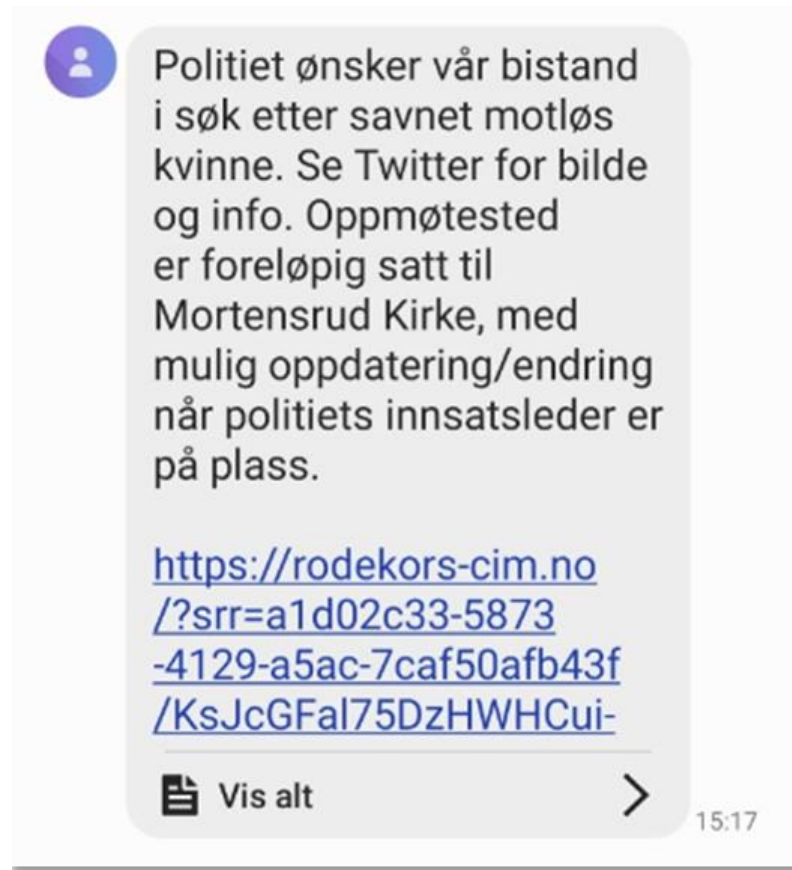 Politiet ønsker vår bistand
i søk etter savnet motløs
kvinne. Se Twitter for bilde
og info. Oppmøtested
er foreløpig satt til
Mortensrud Kirke, med
mulig oppdatering/endring
når politiets innsatsleder er
på plass.
https://rodekors-cim.no
/?srr=a1d02c33-5873
-4129-a5ac-7caf50afb43f
/KsJcGFal75DzHWHCui-
Vis alt
15:17